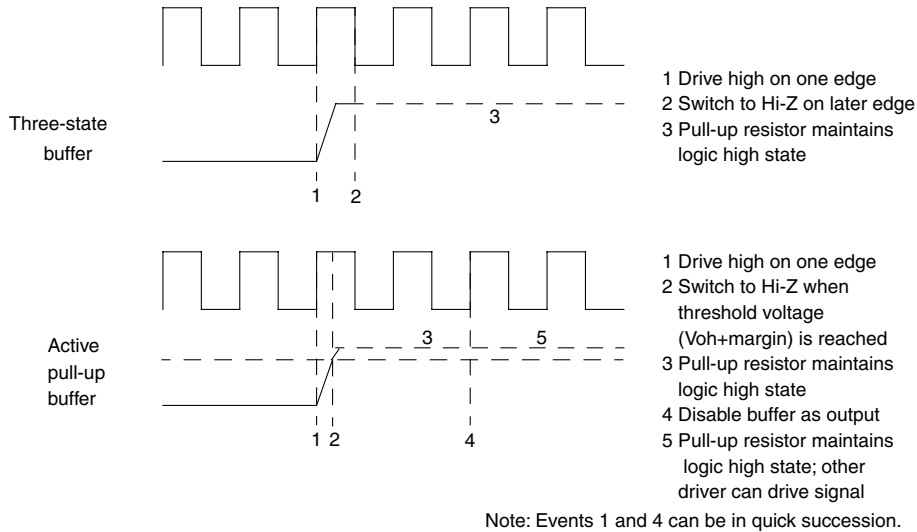 Three-state
buffer
3
1
2
1 Drive high on one edge
2 Switch to Hi-Z on later edge
3 Pull-up resistor maintains
logic high state
Active
pull-up
buffer
3
5
1
2
4
1 Drive high on one edge
2 Switch to Hi-Z when
threshold voltage
(Voh+margin) is reached
3 Pull-up resistor maintains
logic high state
4 Disable buffer as output
5 Pull-up resistor maintains
logic high state; other
driver can drive signal
Note: Events 1 and 4 can be in quick succession.